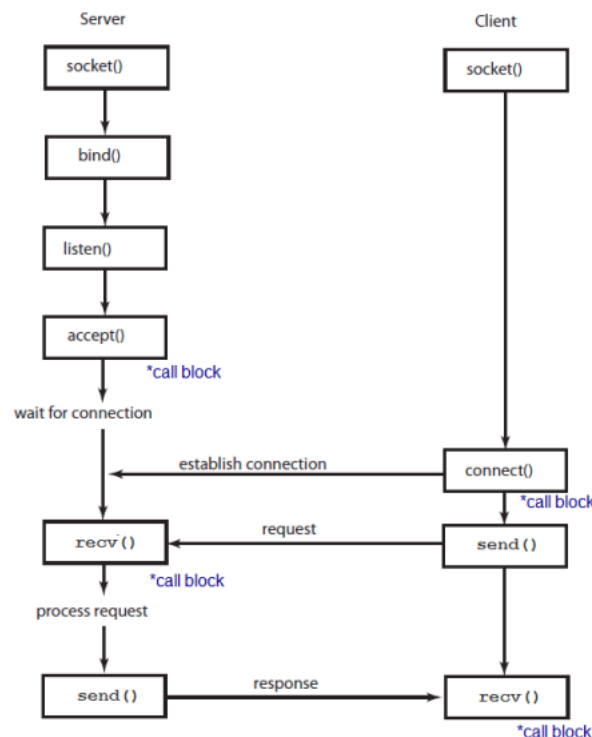 Server
Client
socket()
socket()
bind()
listen()
accept()
*call block
wait for connection
establish connection
connect()
*call block
recv()
request
send()
*call block
process request
send()
response
recv()
*call block